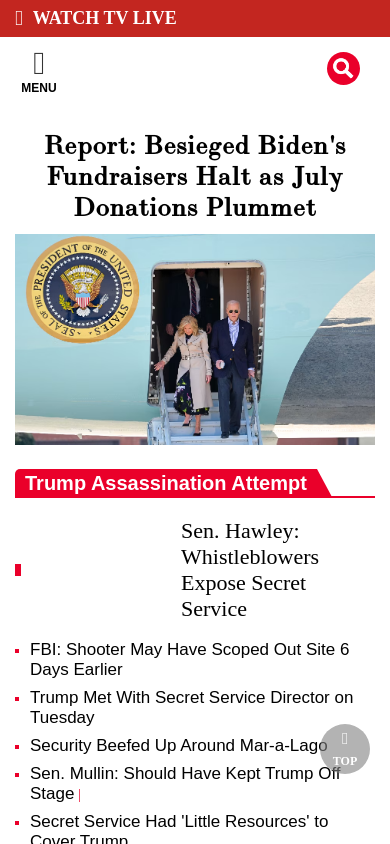 WATCH TV LIVE
MENU
Report: Besieged Biden's
Fundraisers Halt as July
Donations Plummet
SEAL OF THE PRESIDENT OF THE UNITED STATES
Trump Assassination Attempt
Sen. Hawley:
Whistleblowers
Expose Secret
Service
FBI: Shooter May Have Scoped Out Site 6
Days Earlier
Trump Met With Secret Service Director on
Tuesday
Security Beefed Up Around Mar-a-Lago
Sen. Mullin: Should Have Kept Trump Off
Stage |
TOP
Secret Service Had 'Little Resources' to
Cover Trump